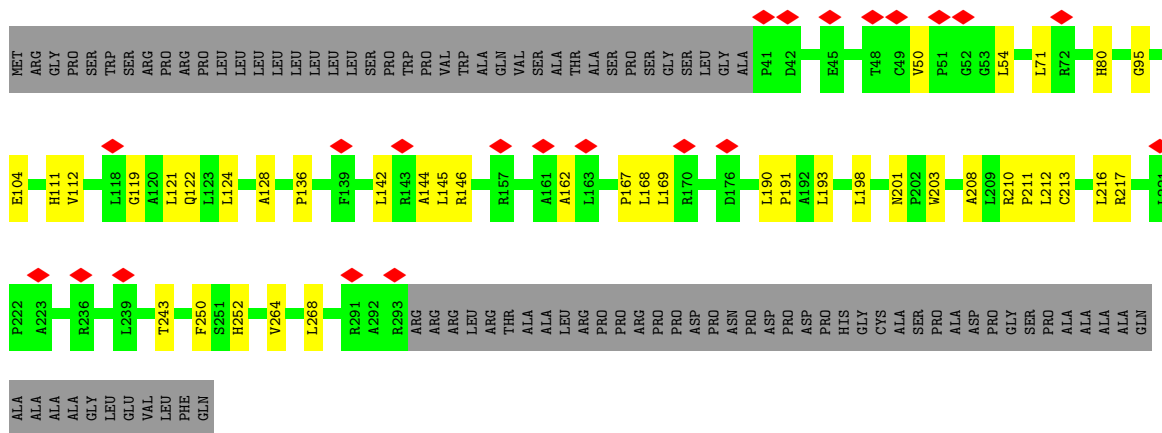 MET ARG GLY PRO SER TRP SER ARG PRO ARG PRO LEU LEU LEU LEU LEU LEU LEU LEU LEU SER PRO TRP PRO VAL TRP ALA GLN VAL SER ALA THR ALA SER PRO SER GLY SER LEU GLY ALA P41 D42 E45 T48 C49 V50 P51 G52 G53 L54 L71 R72 H80 G95
E104 H111 V112 L118 G119 A120 L121 Q122 L123 L124 A128 P136 F139 L142 R143 A144 L145 R146 R157 A161 A162 L163 P167 L168 L169 R170 D176 L190 P191 A192 L193 L198 N201 P202 W203 A208 L209 R210 P211 L212 C213 L216 R217
P222 A223 R236 L239 T243 F250 S251 H252 V264 L268 R291 A292 R293 ARG ARG ARG LEU ARG THR ALA ALA LEU ARG PRO PRO ARG PRO PRO ASP PRO ASN PRO ASP PRO ASP PRO HIS GLY CYS ALA SER PRO ALA ASP PRO GLY SER PRO ALA ALA ALA ALA GLN
ALA ALA ALA ALA GLY LEU GLU VAL LEU PHE GLN